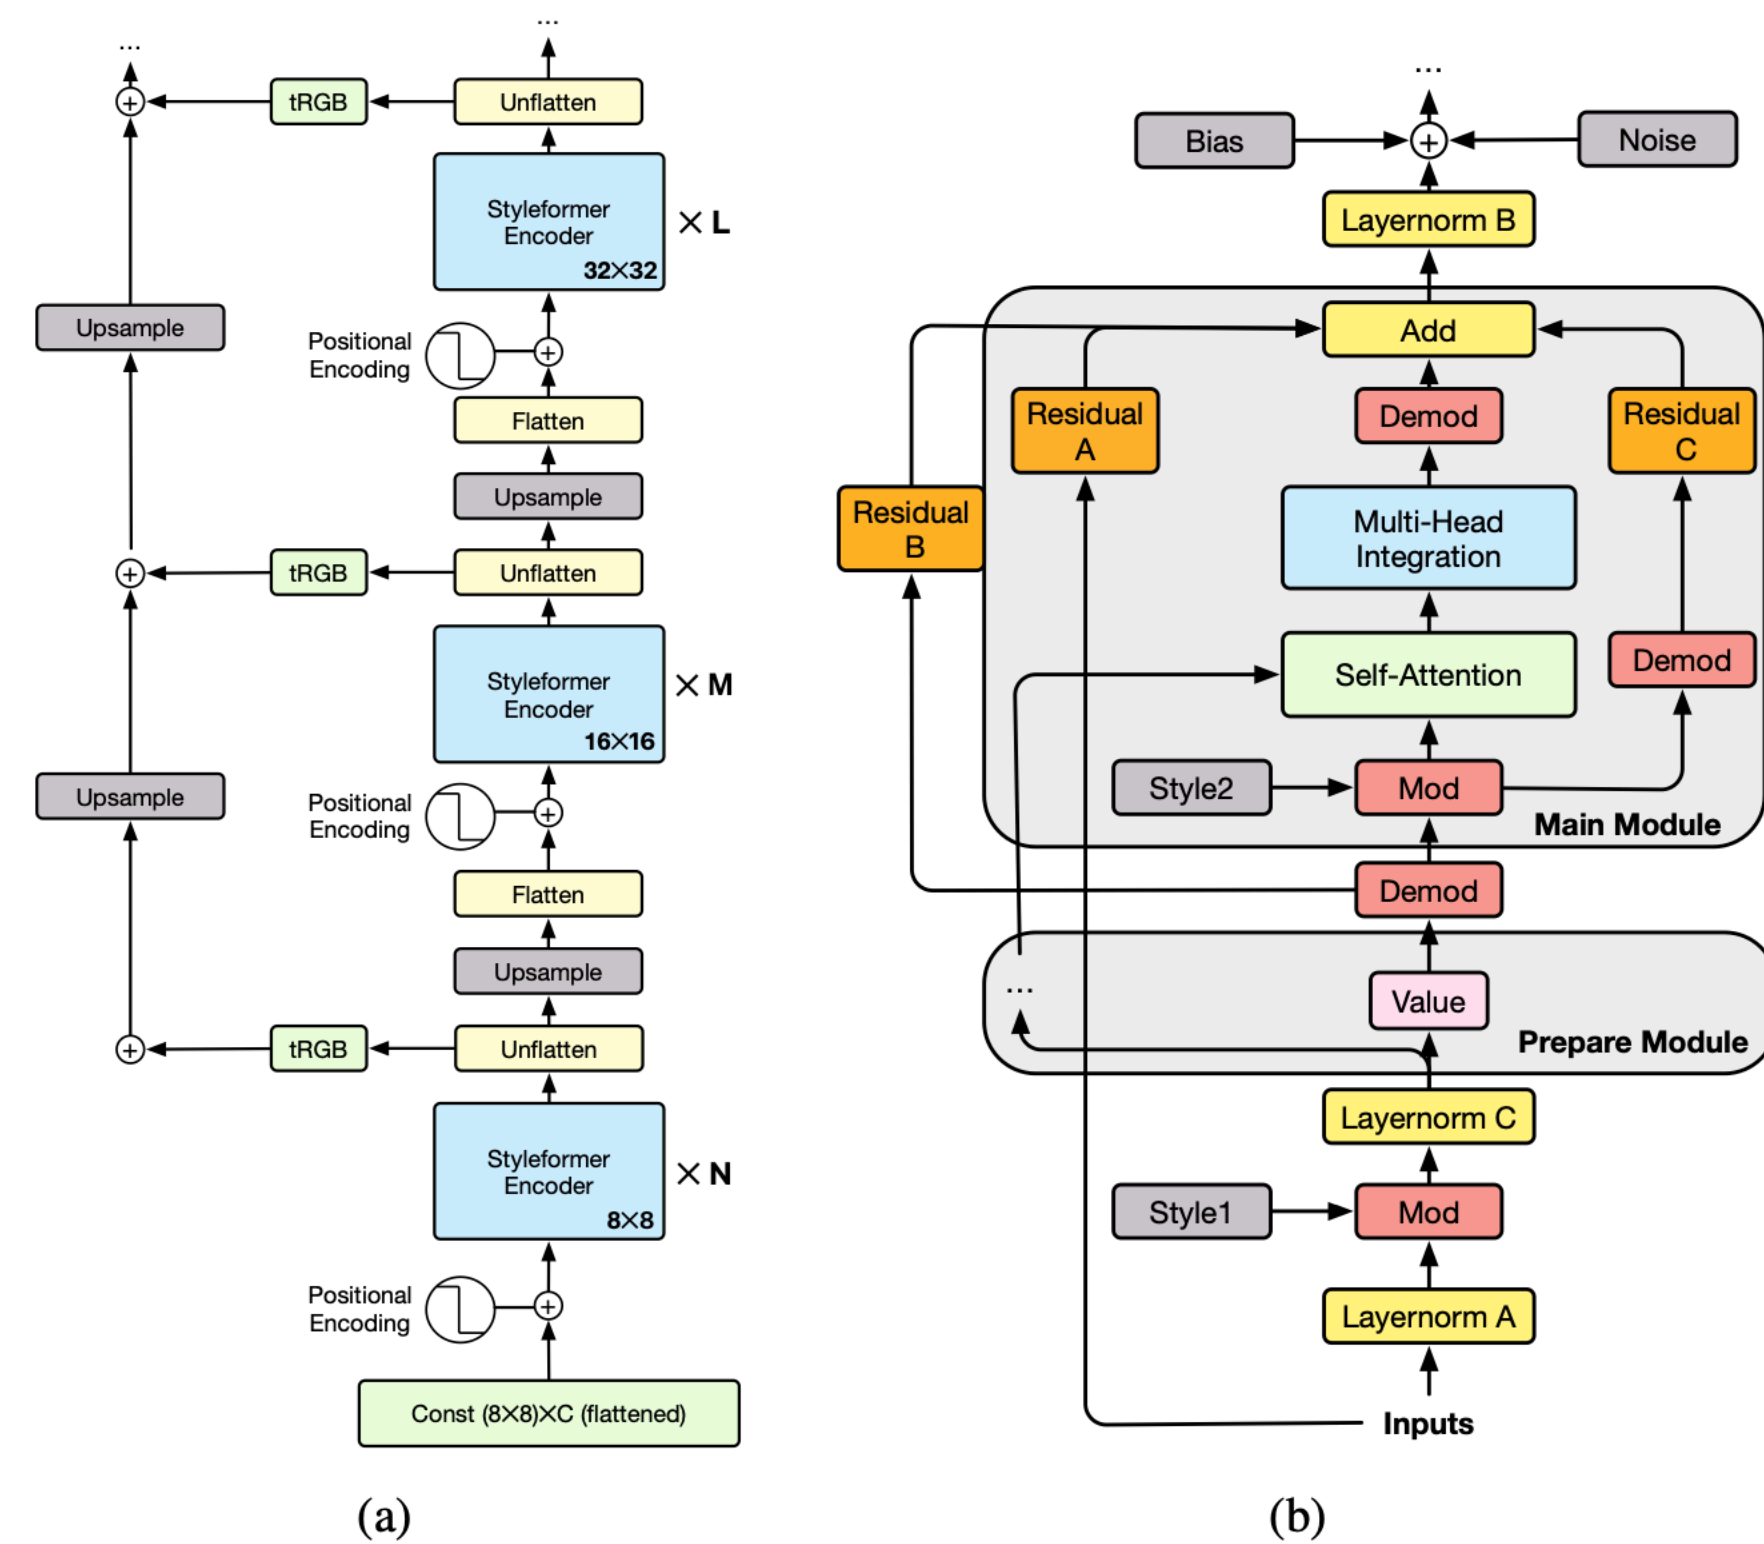 ...
...
tRGB
Unflatten
Styleformer
Encoder
32×32
× L
Upsample
Positional
Encoding
+
+
Flatten
Upsample
tRGB
Unflatten
+
Styleformer
Encoder
16×16
× M
Upsample
Positional
Encoding
+
Flatten
Upsample
tRGB
Unflatten
+
Styleformer
Encoder
8×8
× N
Positional
Encoding
+
Const (8×8)×C (flattened)
(a)
...
Bias
+
Noise
Layernorm B
Add
Residual
A
Demod
Residual
C
Residual
B
Multi-Head
Integration
Self-Attention
Demod
Style2
Mod
Main Module
Demod
...
Value
Prepare Module
Layernorm C
Style1
Mod
Layernorm A
Inputs
(b)